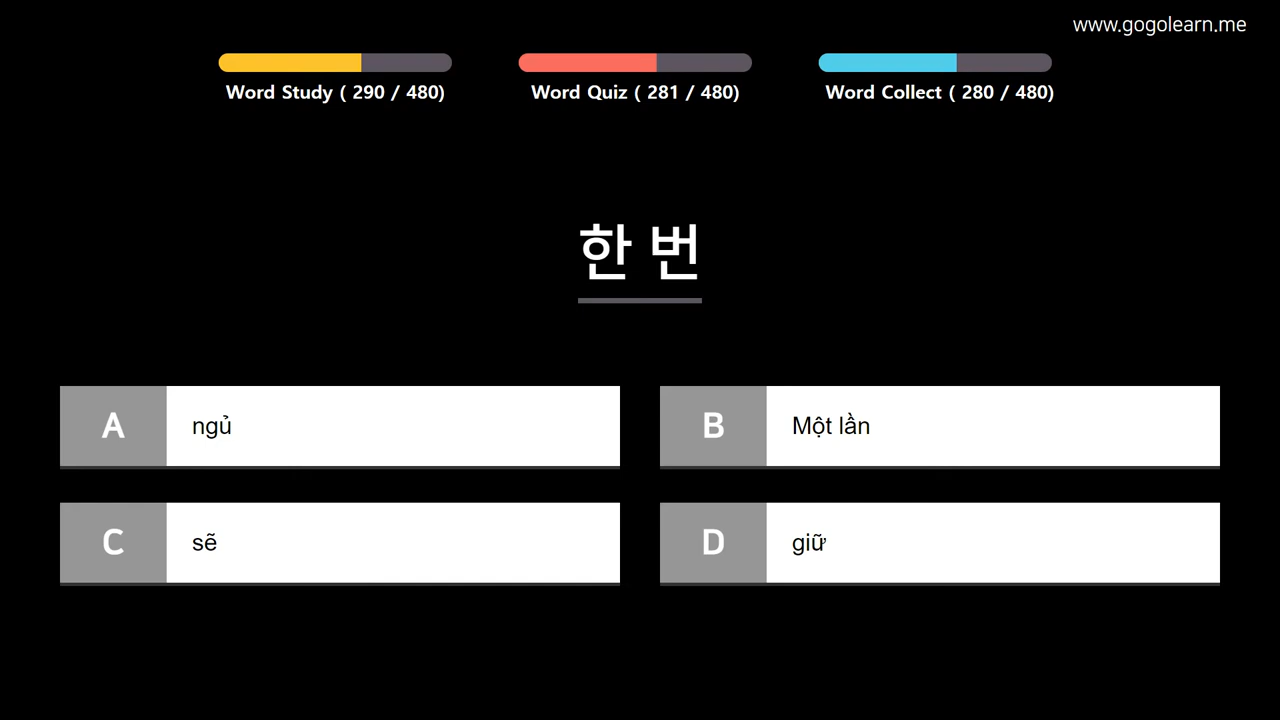 www.gogolearn.me
Word Study ( 290 / 480)
Word Quiz ( 281 / 480)
Word Collect ( 280 / 480)
한 번
A ngủ
B Một lần
C sẽ
D giữ